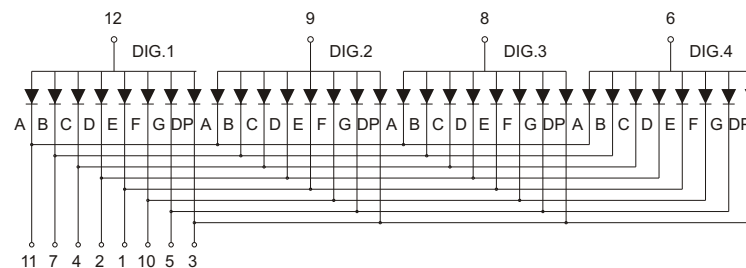 12 9 8 6
DIG.1 DIG.2 DIG.3 DIG.4
A B C D E F G DP A B C D E F G DP A B C D E F G DP A B C D E F G DP
11 7 4 2 1 10 5 3